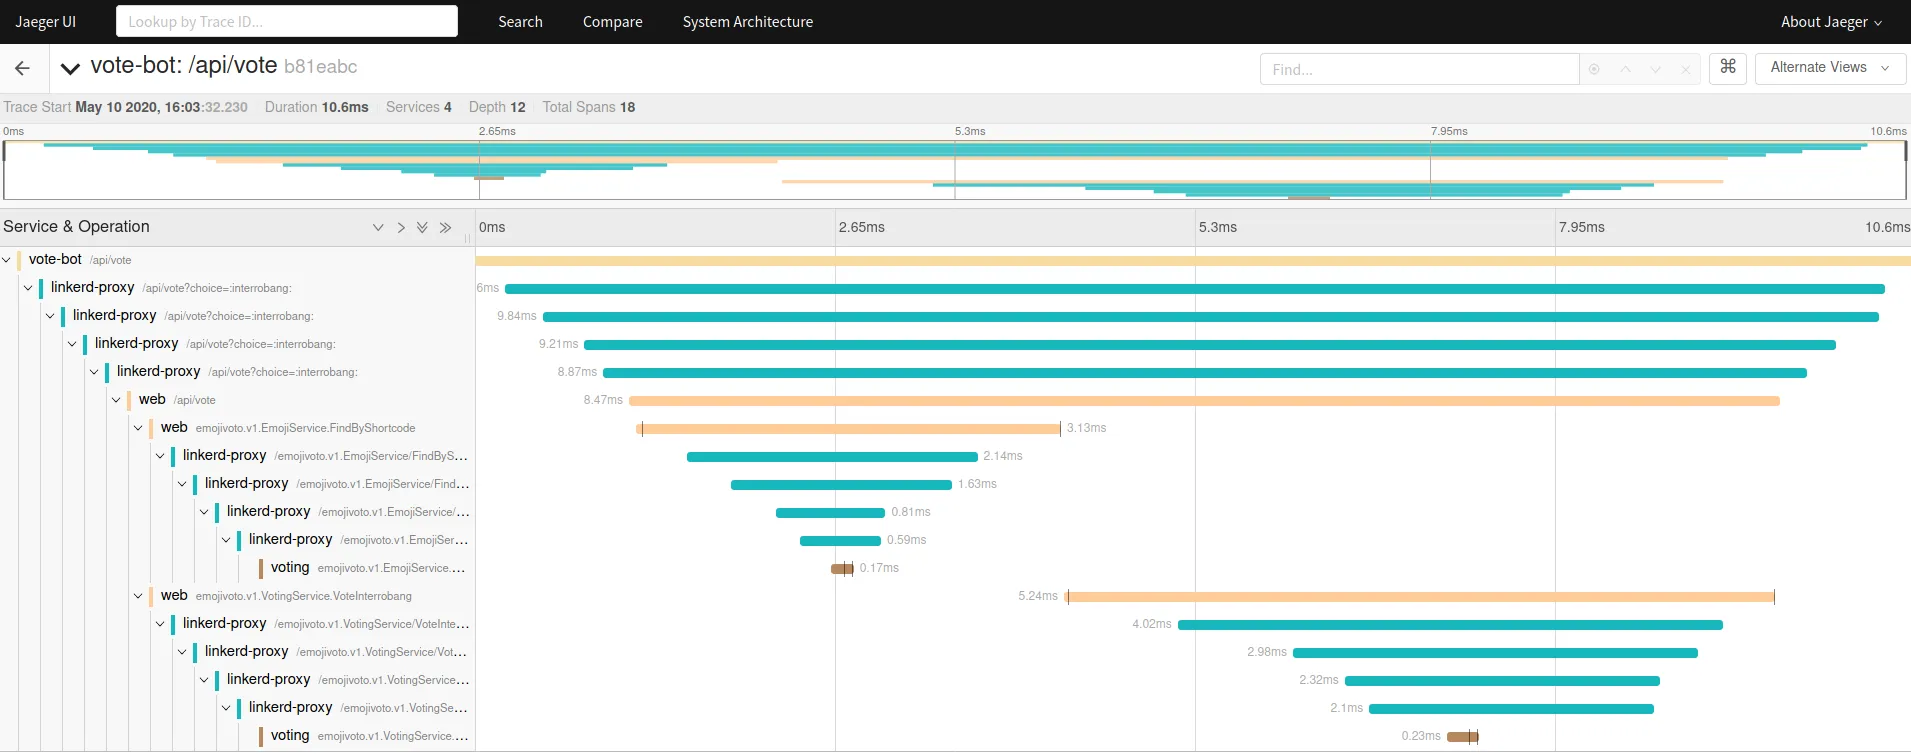 Jaeger UI Lookup by Trace ID... Search Compare System Architecture About Jaeger
vote-bot: /api/vote b81eabc Find... ⌘ Alternate Views
Trace Start May 10 2020, 16:03:32.230 Duration 10.6ms Services 4 Depth 12 Total Spans 18
0ms 2.65ms 5.3ms 7.95ms 10.6ms
Service & Operation 0ms 2.65ms 5.3ms 7.95ms 10.6ms
vote-bot /api/vote
linkerd-proxy /api/vote?choice=:interrobang: 6ms
linkerd-proxy /api/vote?choice=:interrobang: 9.84ms
linkerd-proxy /api/vote?choice=:interrobang: 9.21ms
linkerd-proxy /api/vote?choice=:interrobang: 8.87ms
web /api/vote 8.47ms
web emojivoto.v1.EmojiService.FindByShortcode 3.13ms
linkerd-proxy /emojivoto.v1.EmojiService/FindByS... 2.14ms
linkerd-proxy /emojivoto.v1.EmojiService/Find... 1.63ms
linkerd-proxy /emojivoto.v1.EmojiService/... 0.81ms
linkerd-proxy /emojivoto.v1.EmojiSer... 0.59ms
voting emojivoto.v1.EmojiService.... 0.17ms
web emojivoto.v1.VotingService.VoteInterrobang 5.24ms
linkerd-proxy /emojivoto.v1.VotingService/VoteInte... 4.02ms
linkerd-proxy /emojivoto.v1.VotingService/Vot... 2.98ms
linkerd-proxy /emojivoto.v1.VotingService... 2.32ms
linkerd-proxy /emojivoto.v1.VotingSe... 2.1ms
voting emojivoto.v1.VotingService.... 0.23ms